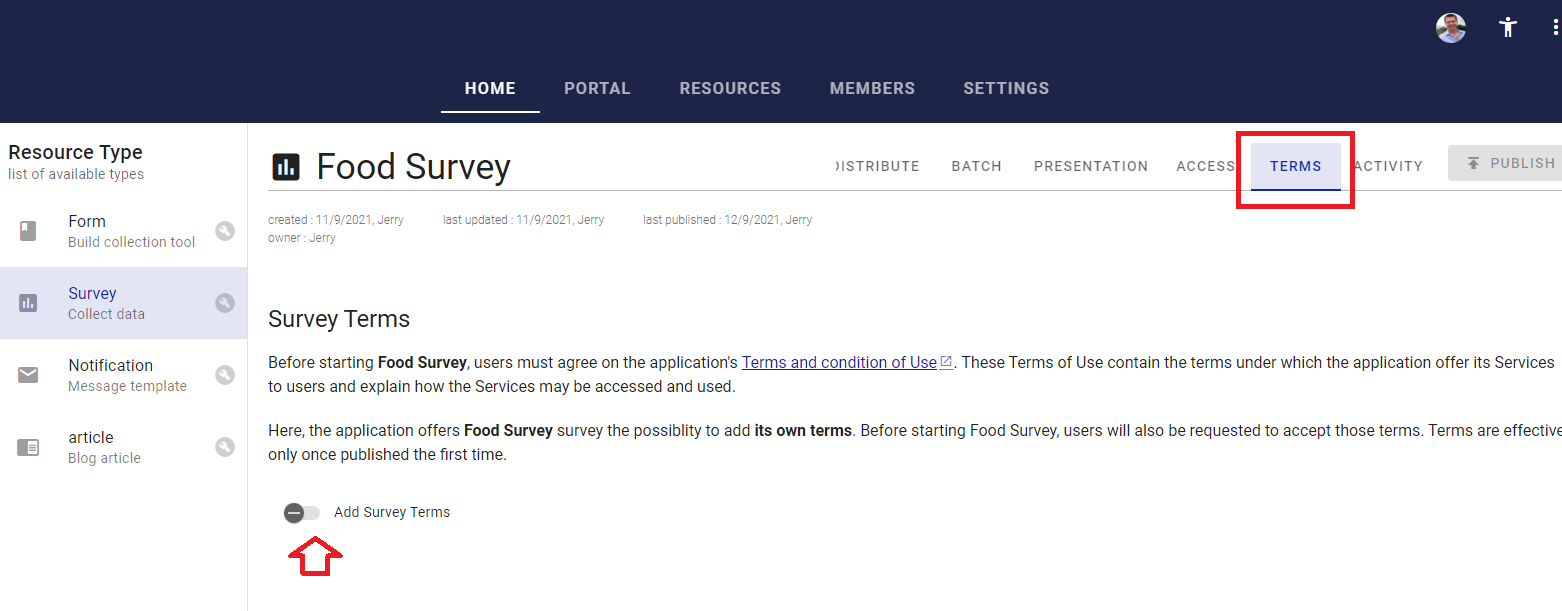 HOME PORTAL RESOURCES MEMBERS SETTINGS
Resource Type
list of available types
Form
Build collection tool
Survey
Collect data
Notification
Message template
article
Blog article
Food Survey
DISTRIBUTE BATCH PRESENTATION ACCESS TERMS ACTIVITY PUBLISH
created : 11/9/2021, Jerry last updated : 11/9/2021, Jerry last published : 12/9/2021, Jerry
owner : Jerry
Survey Terms
Before starting Food Survey, users must agree on the application's Terms and condition of Use. These Terms of Use contain the terms under which the application offer its Services
to users and explain how the Services may be accessed and used.
Here, the application offers Food Survey survey the possiblity to add its own terms. Before starting Food Survey, users will also be requested to accept those terms. Terms are effective
only once published the first time.
Add Survey Terms